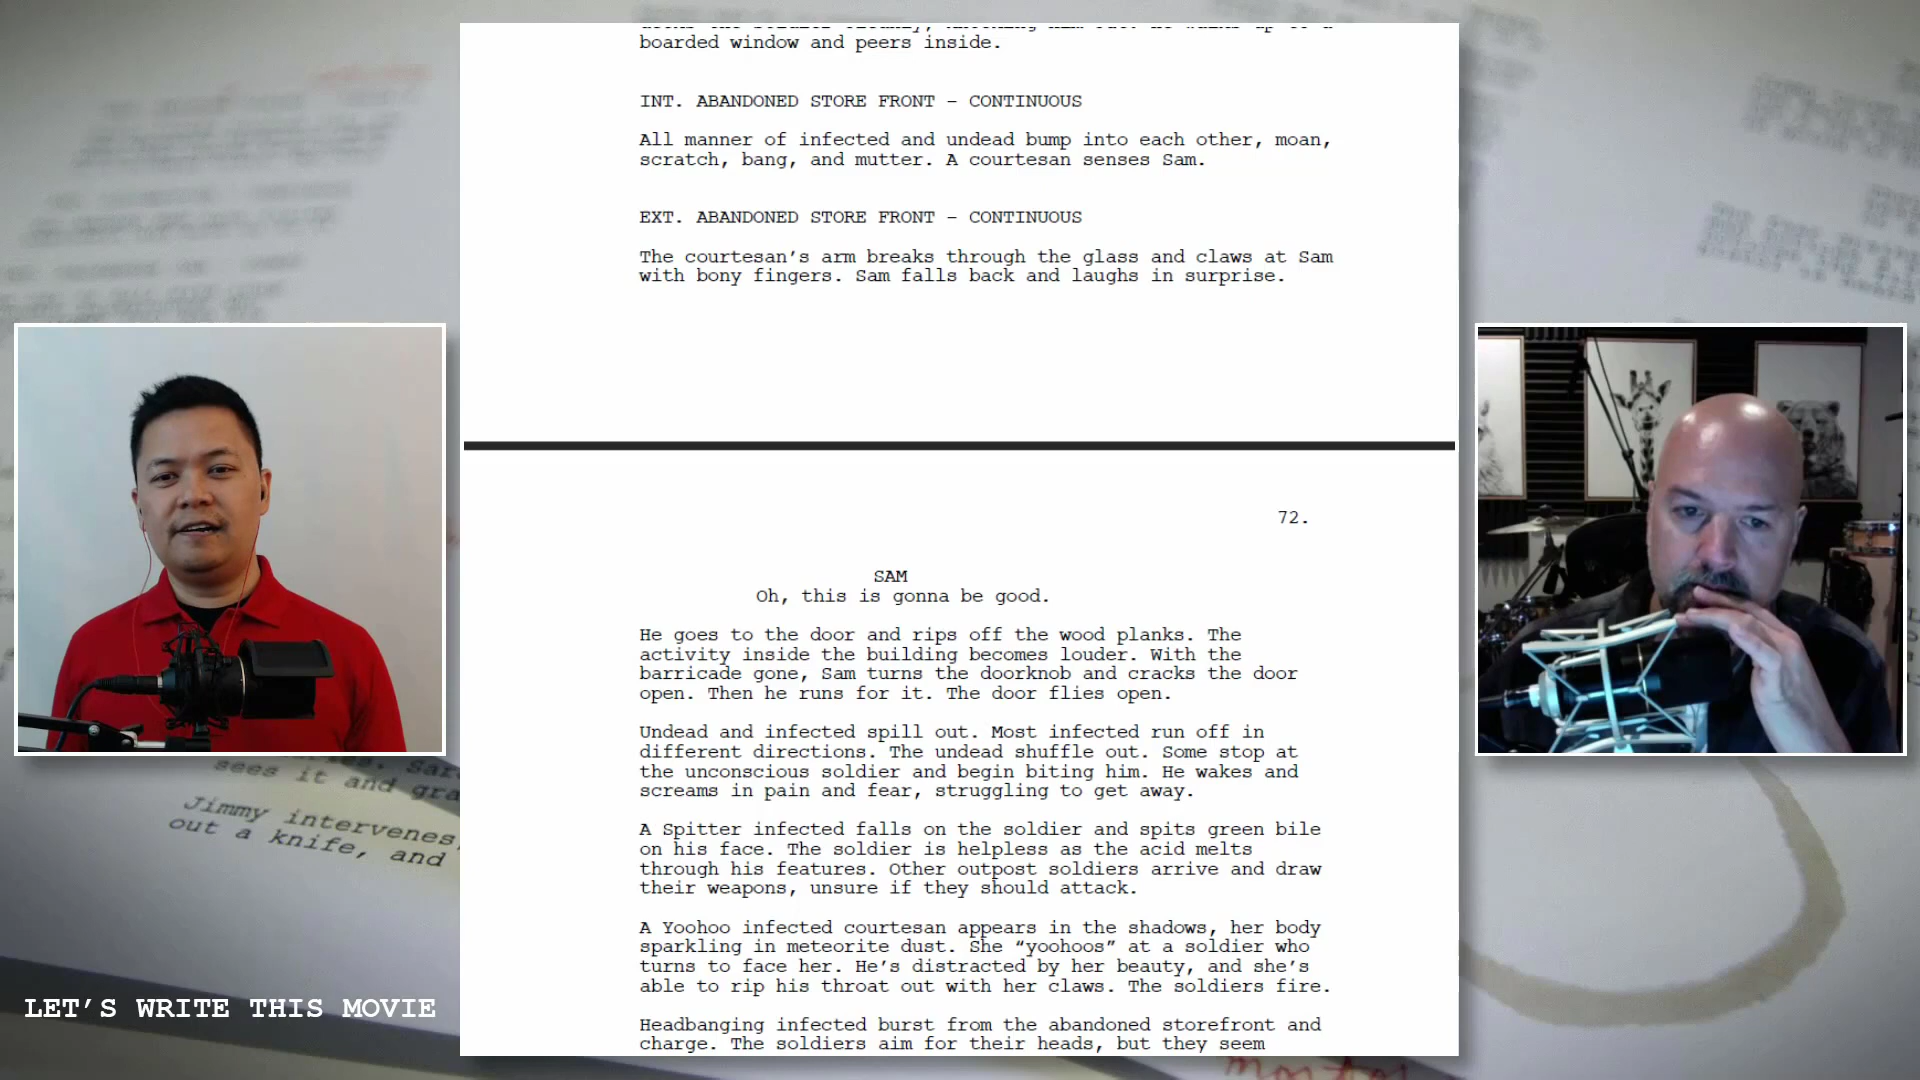 boarded window and peers inside.
INT. ABANDONED STORE FRONT - CONTINUOUS
All manner of infected and undead bump into each other, moan,
scratch, bang, and mutter. A courtesan senses Sam.
EXT. ABANDONED STORE FRONT - CONTINUOUS
The courtesan's arm breaks through the glass and claws at Sam
with bony fingers. Sam falls back and laughs in surprise.
72.
SAM
Oh, this is gonna be good.
He goes to the door and rips off the wood planks. The
activity inside the building becomes louder. With the
barricade gone, Sam turns the doorknob and cracks the door
open. Then he runs for it. The door flies open.
Undead and infected spill out. Most infected run off in
different directions. The undead shuffle out. Some stop at
the unconscious soldier and begin biting him. He wakes and
screams in pain and fear, struggling to get away.
A Spitter infected falls on the soldier and spits green bile
on his face. The soldier is helpless as the acid melts
through his features. Other outpost soldiers arrive and draw
their weapons, unsure if they should attack.
A Yoohoo infected courtesan appears in the shadows, her body
sparkling in meteorite dust. She “yoohoos” at a soldier who
turns to face her. He's distracted by her beauty, and she's
able to rip his throat out with her claws. The soldiers fire.
Headbanging infected burst from the abandoned storefront and
charge. The soldiers aim for their heads, but they seem
sees it and gra
Jimmy intervenes,
out a knife, and
LET'S WRITE THIS MOVIE